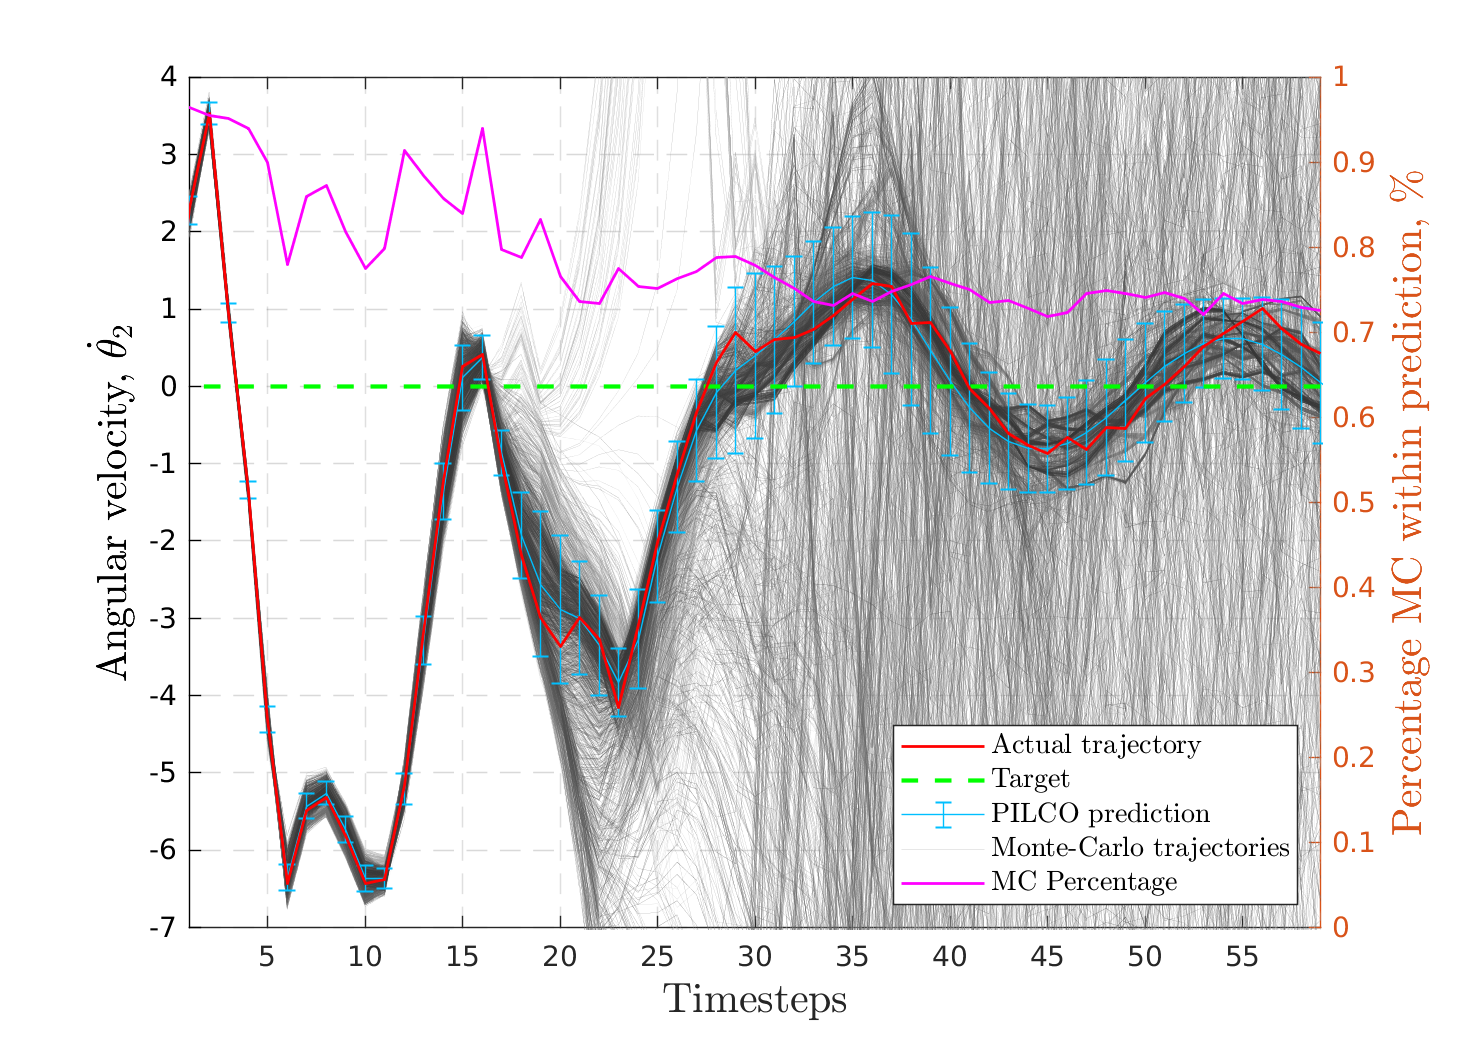 4
3
2
1
0
-1
-2
-3
-4
-5
-6
-7
Angular velocity, θ̇₂
5 10 15 20 25 30 35 40 45 50 55
Timesteps
1
0.9
0.8
0.7
0.6
0.5
0.4
0.3
0.2
0.1
0
Percentage MC within prediction, %
Actual trajectory
Target
PILCO prediction
Monte-Carlo trajectories
MC Percentage